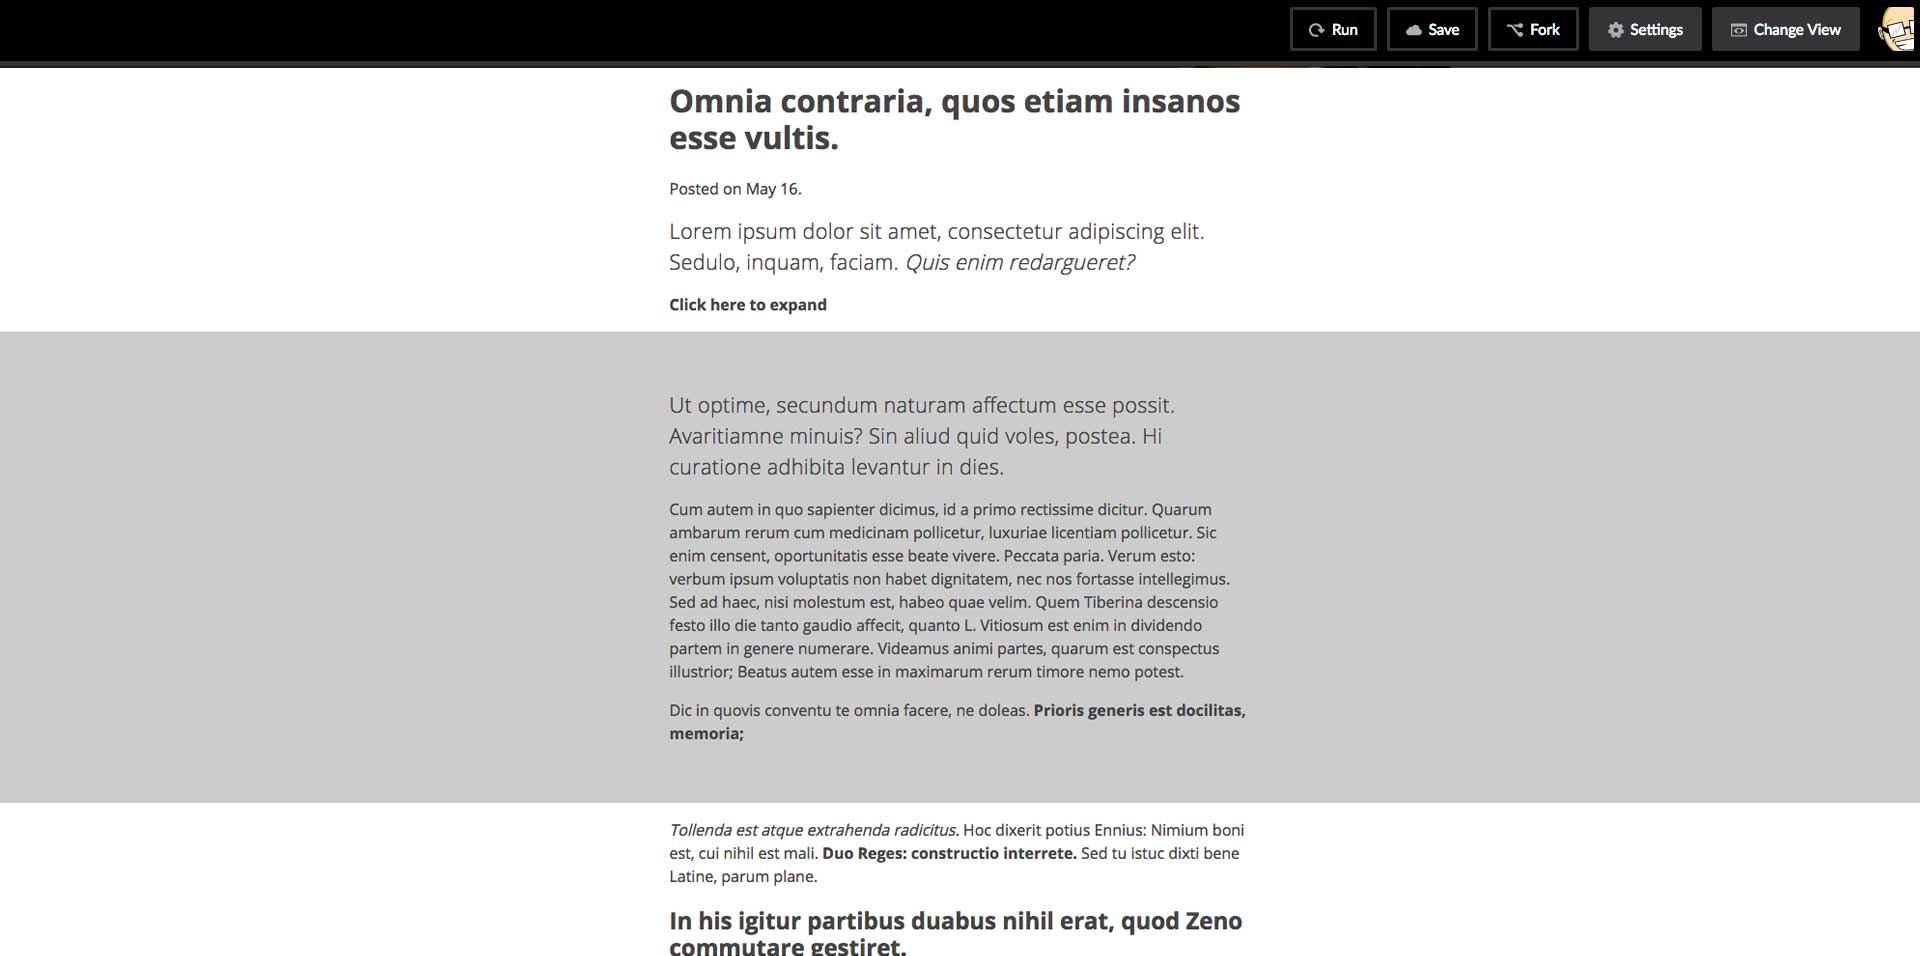 Run
Save
Fork
Settings
Change View
Omnia contraria, quos etiam insanos
esse vultis.
Posted on May 16.
Lorem ipsum dolor sit amet, consectetur adipiscing elit.
Sedulo, inquam, faciam. Quis enim redargueret?
Click here to expand
Ut optime, secundum naturam affectum esse possit.
Avaritiamne minuis? Sin aliud quid voles, postea. Hi
curatione adhibita levantur in dies.
Cum autem in quo sapienter dicimus, id a primo rectissime dicitur. Quarum
ambarum rerum cum medicinam pollicetur, luxuriae licentiam pollicetur. Sic
enim censent, oportunitatis esse beate vivere. Peccata paria. Verum esto:
verbum ipsum voluptatis non habet dignitatem, nec nos fortasse intellegimus.
Sed ad haec, nisi molestum est, habeo quae velim. Quem Tiberina descensio
festo illo die tanto gaudio affecit, quanto L. Vitiosum est enim in dividendo
partem in genere numerare. Videamus animi partes, quarum est conspectus
illustrior; Beatus autem esse in maximarum rerum timore nemo potest.
Dic in quovis conventu te omnia facere, ne doleas. Prioris generis est docilitas,
memoria;
Tollenda est atque extrahenda radicitus. Hoc dixerit potius Ennius: Nimium boni
est, cui nihil est mali. Duo Reges: constructio interrete. Sed tu istuc dixti bene
Latine, parum plane.
In his igitur partibus duabus nihil erat, quod Zeno
commutare gestiret.